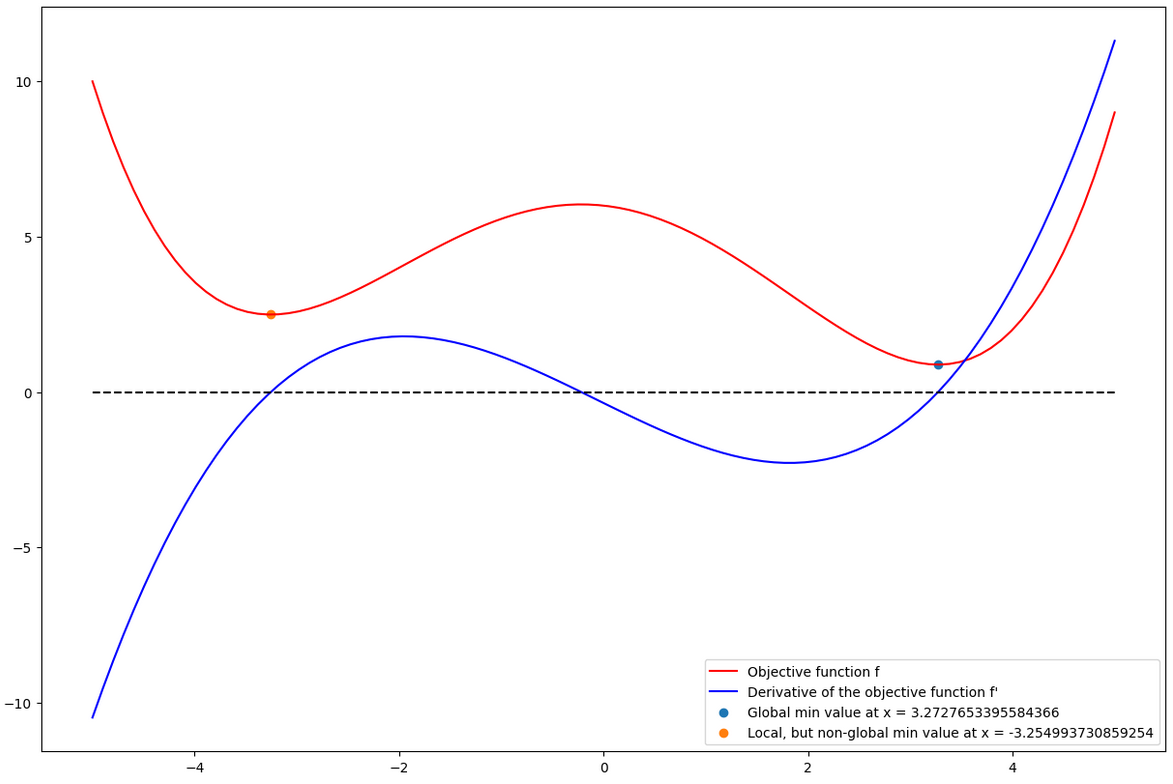 10
5
0
−5
−10
−4
−2
0
2
4
Objective function f
Derivative of the objective function f'
Global min value at x = 3.2727653395584366
Local, but non-global min value at x = -3.254993730859254